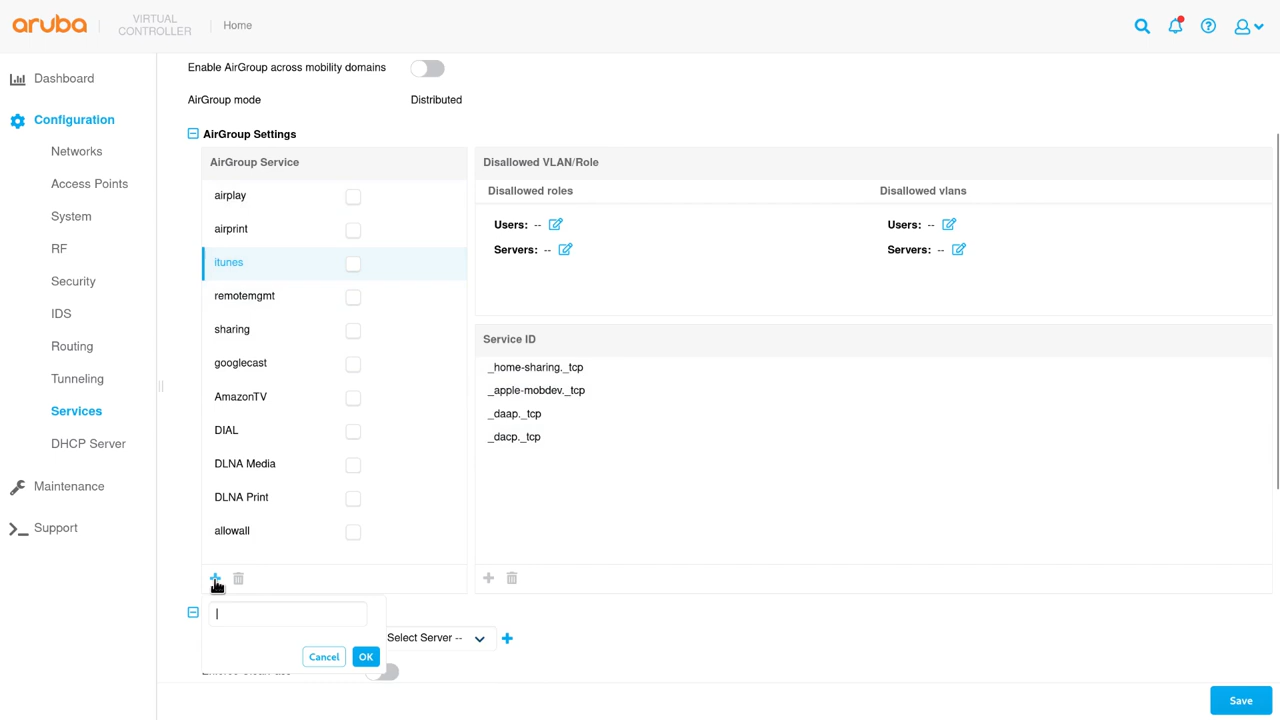 aruba
VIRTUAL
CONTROLLER
Home
Dashboard
Configuration
Networks
Access Points
System
RF
Security
IDS
Routing
Tunneling
Services
DHCP Server
Maintenance
Support
Enable AirGroup across mobility domains
AirGroup mode Distributed
AirGroup Settings
AirGroup Service
airplay
airprint
itunes
remotemgmt
sharing
googlecast
AmazonTV
DIAL
DLNA Media
DLNA Print
allowall
Disallowed VLAN/Role
Disallowed roles Disallowed vlans
Users: -- Users: --
Servers: -- Servers: --
Service ID
_home-sharing._tcp
_apple-mobdev._tcp
_daap._tcp
_dacp._tcp
Select Server --
Cancel OK
Save